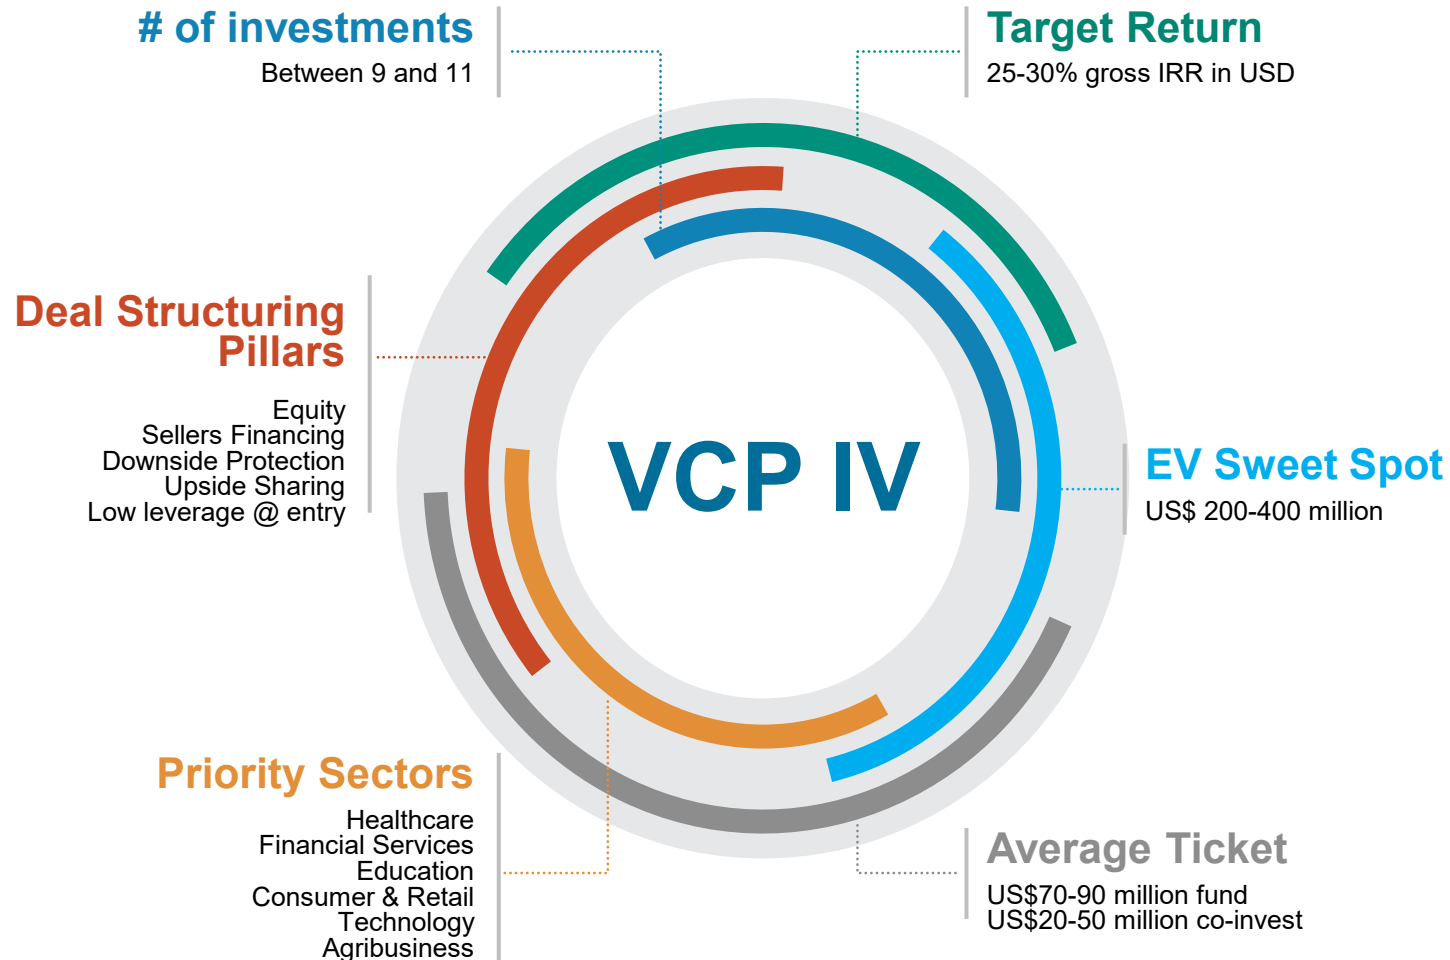 # of investments
Between 9 and 11
Target Return
25-30% gross IRR in USD
Deal Structuring
Pillars
Equity
Sellers Financing
Downside Protection
Upside Sharing
Low leverage @ entry
VCP IV
EV Sweet Spot
US$ 200-400 million
Priority Sectors
Healthcare
Financial Services
Education
Consumer & Retail
Technology
Agribusiness
Average Ticket
US$70-90 million fund
US$20-50 million co-invest